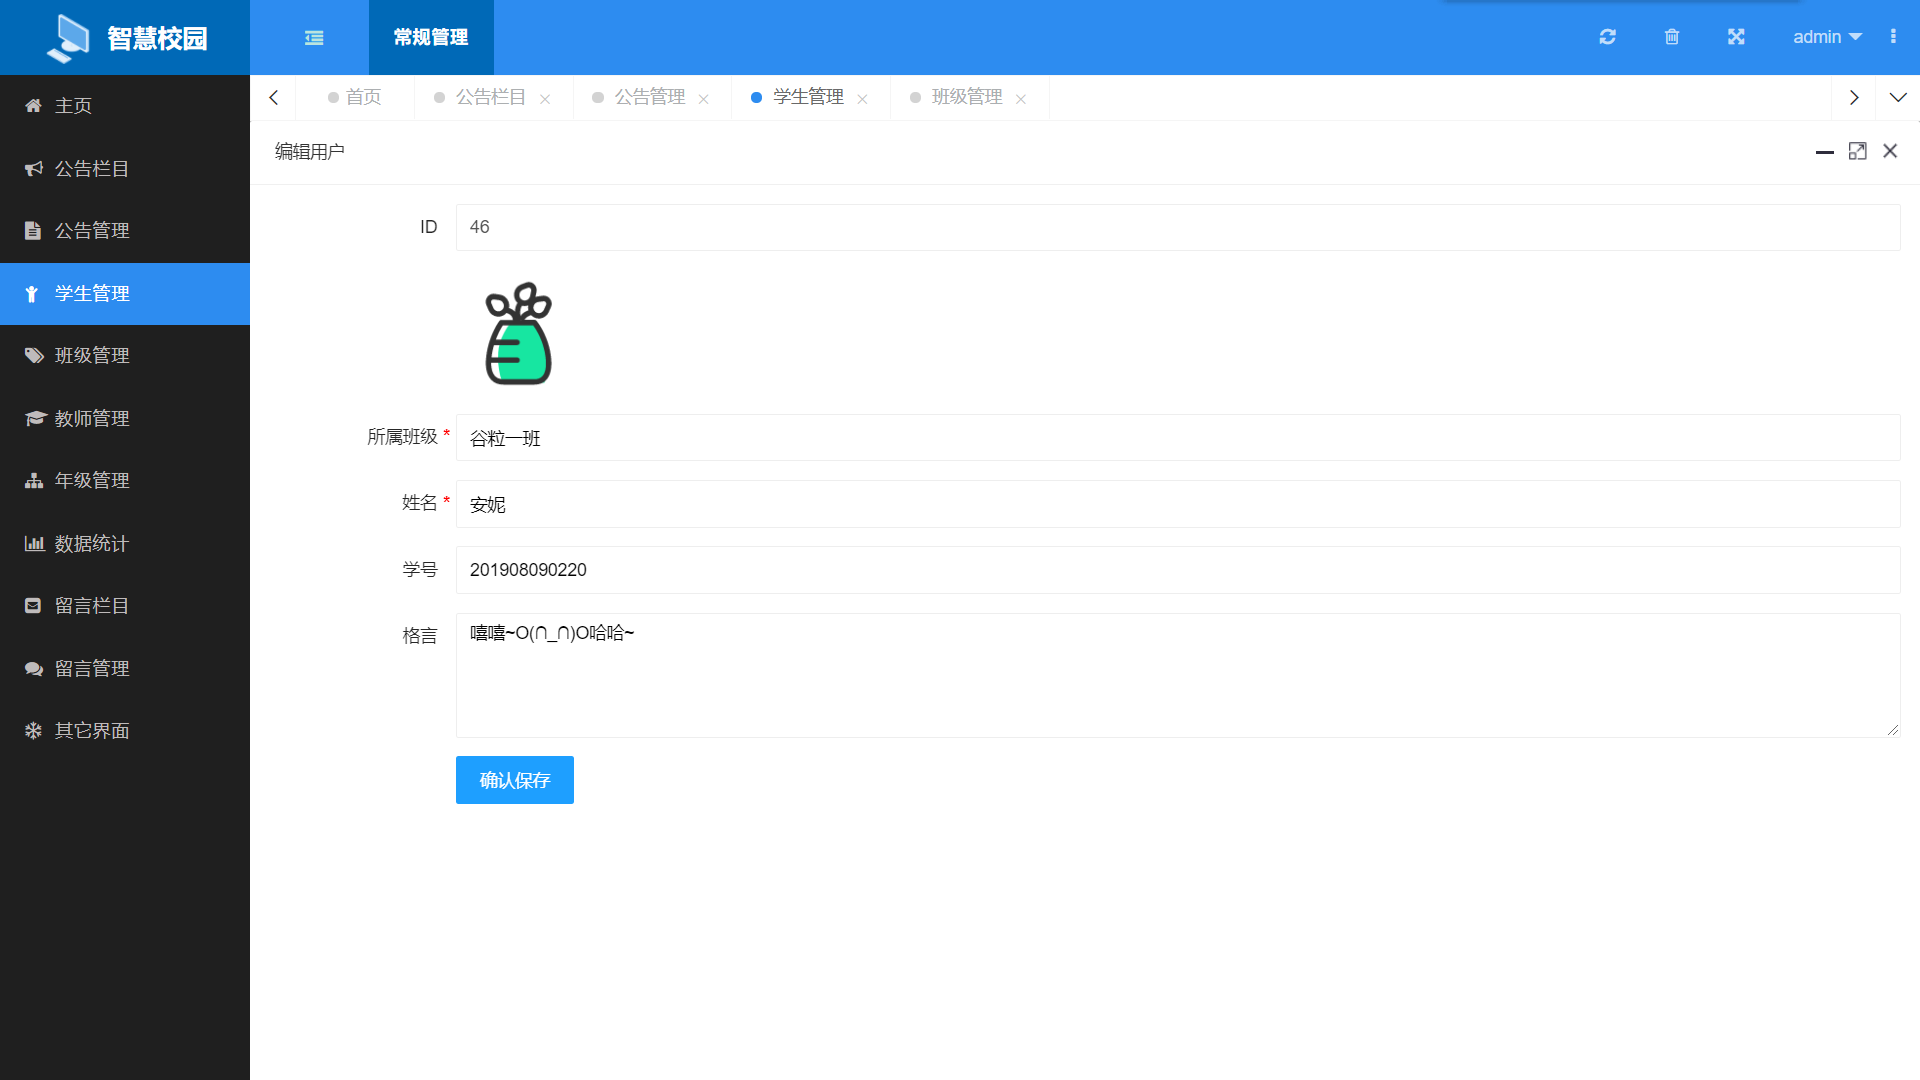 智慧校园
常规管理
admin
主页
公告栏目
公告管理
学生管理
班级管理
教师管理
年级管理
数据统计
留言栏目
留言管理
其它界面
首页
公告栏目
公告管理
学生管理
班级管理
编辑用户
ID 46
所属班级 * 谷粒一班
姓名 * 安妮
学号 201908090220
格言 嘻嘻~O(∩_∩)O哈哈~
确认保存